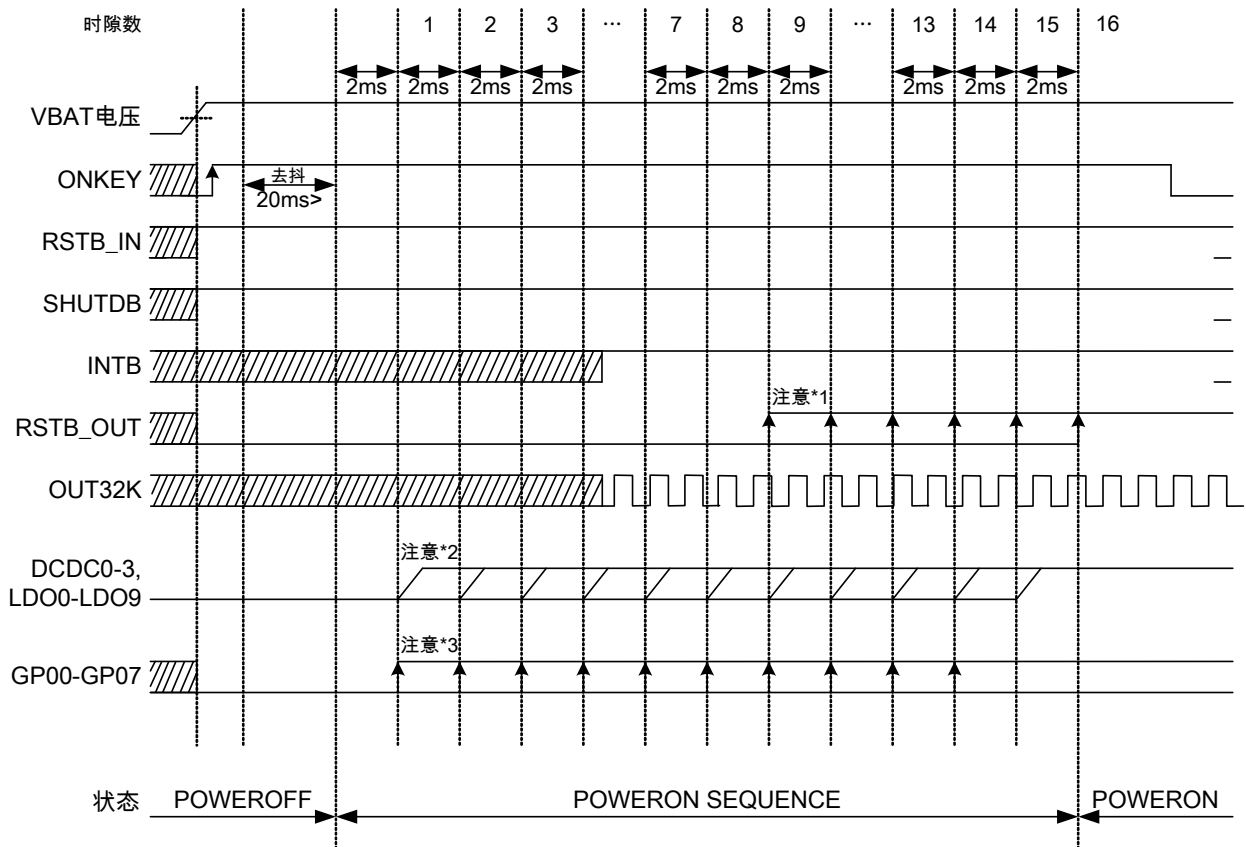 时隙数 1 2 3 ... 7 8 9 ... 13 14 15 16
2ms 2ms 2ms 2ms 2ms 2ms 2ms 2ms 2ms 2ms
VBAT电压
ONKEY 去抖
20ms>
RSTB_IN
SHUTDB
INTB
注意*1
RSTB_OUT
OUT32K
注意*2
DCDC0-3,
LDO0-LDO9
注意*3
GP00-GP07
状态 POWEROFF POWERON SEQUENCE POWERON